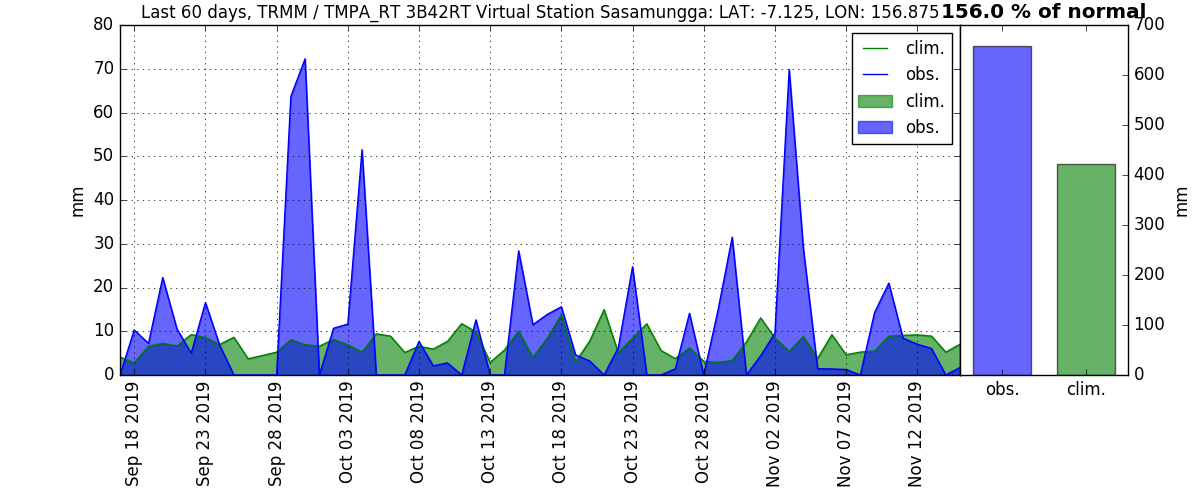 Last 60 days, TRMM / TMPA_RT 3B42RT Virtual Station Sasamungga: LAT: -7.125, LON: 156.875
156.0 % of normal
80
70
60
50
40
30
20
10
0
mm
clim.
obs.
clim.
obs.
Sep 18 2019
Sep 23 2019
Sep 28 2019
Oct 03 2019
Oct 08 2019
Oct 13 2019
Oct 18 2019
Oct 23 2019
Oct 28 2019
Nov 02 2019
Nov 07 2019
Nov 12 2019
700
600
500
400
300
200
100
0
mm
obs.
clim.